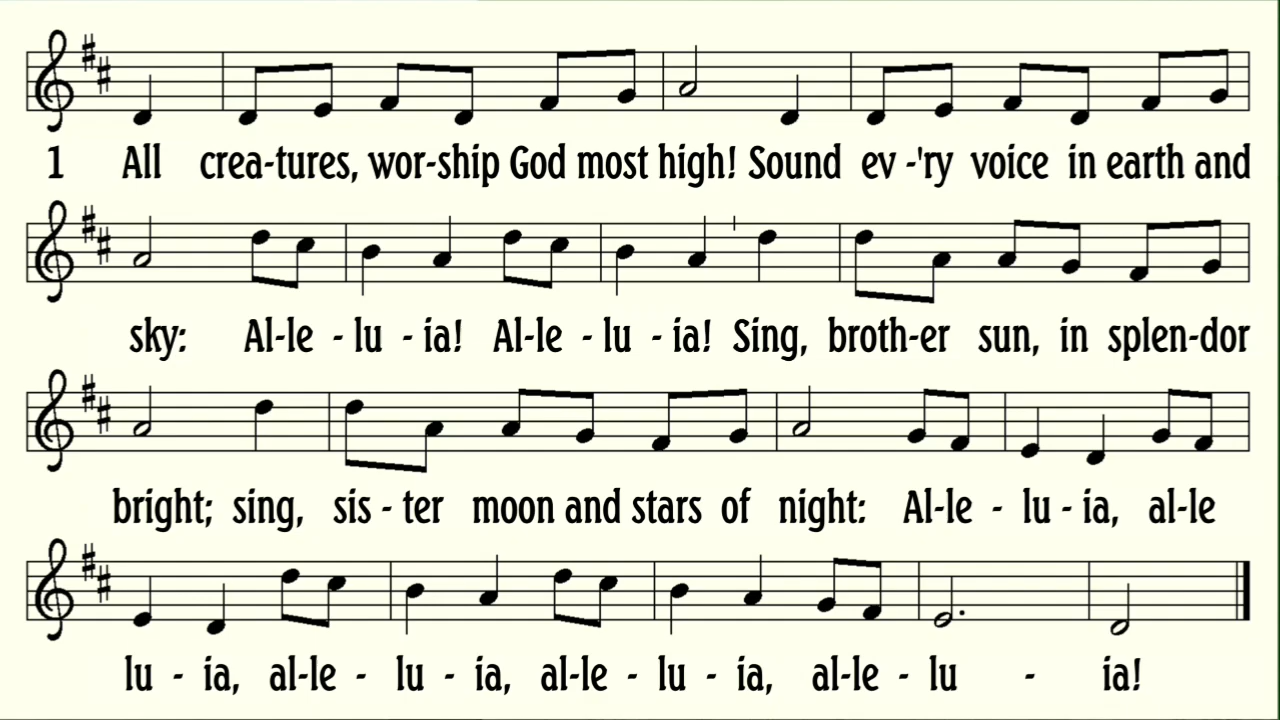 1 All crea-tures, wor-ship God most high! Sound ev -'ry voice in earth and
sky: Al-le - lu - ia! Al-le - lu - ia! Sing, broth-er sun, in splen-dor
bright; sing, sis - ter moon and stars of night: Al-le - lu - ia, al-le
lu - ia, al-le - lu - ia, al-le - lu - ia, al-le - lu - ia!